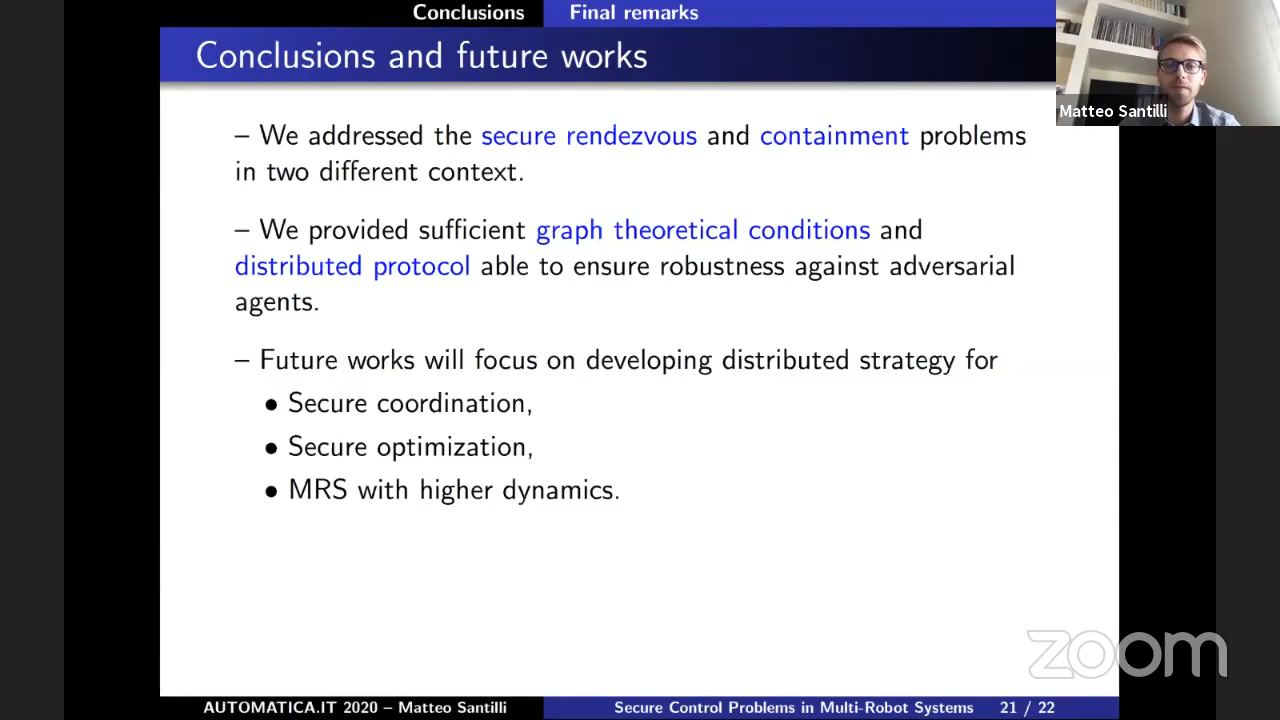 Conclusions Final remarks
Conclusions and future works
Matteo Santilli
– We addressed the secure rendezvous and containment problems
in two different context.
– We provided sufficient graph theoretical conditions and
distributed protocol able to ensure robustness against adversarial
agents.
– Future works will focus on developing distributed strategy for
• Secure coordination,
• Secure optimization,
• MRS with higher dynamics.
zoom
AUTOMATICA.IT 2020 – Matteo Santilli Secure Control Problems in Multi-Robot Systems 21 / 22